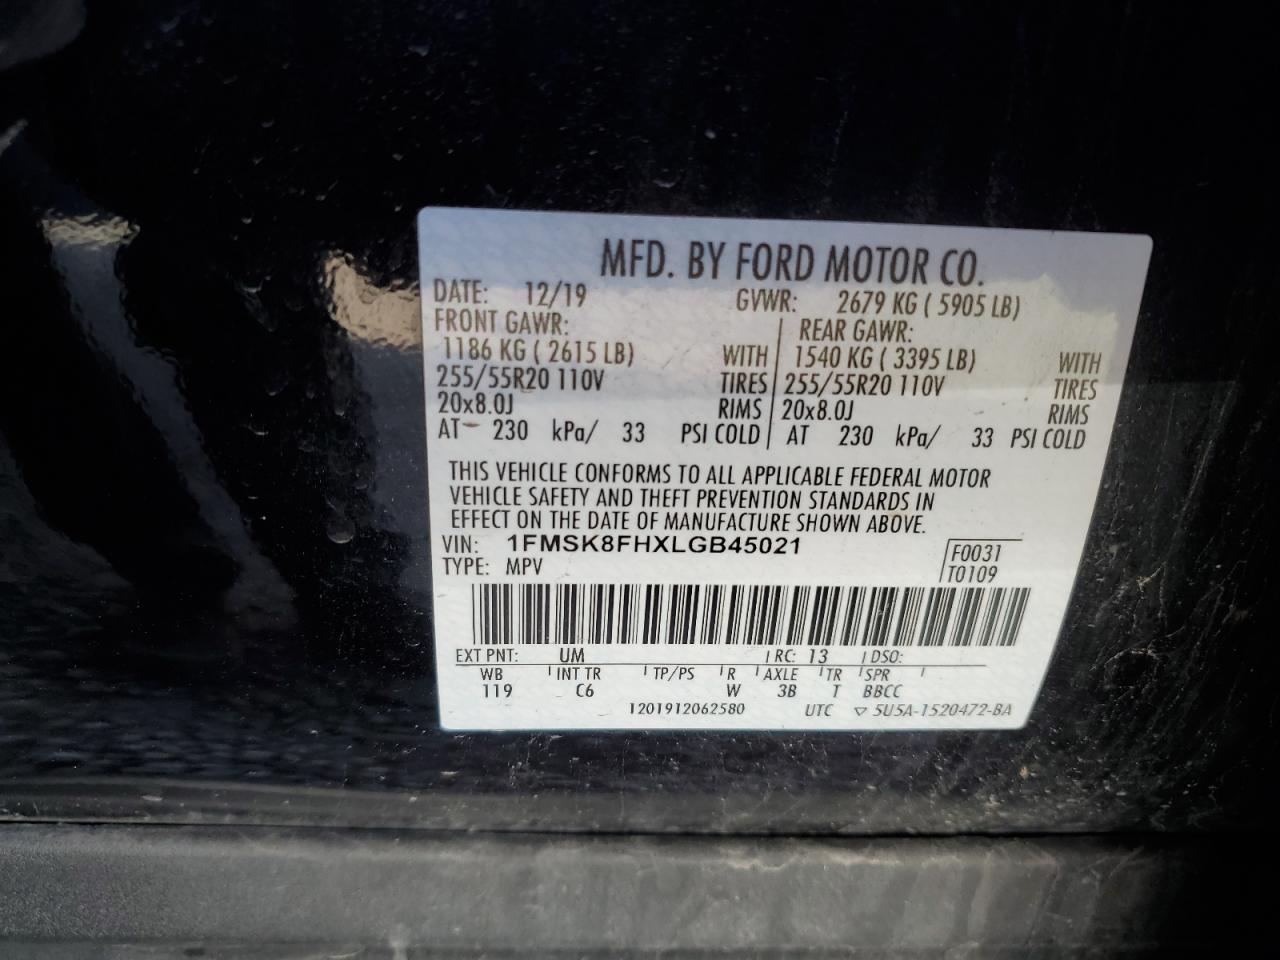 MFD. BY FORD MOTOR CO.
DATE: 12/19 GVWR: 2679 KG ( 5905 LB)
FRONT GAWR: REAR GAWR:
1186 KG ( 2615 LB) WITH 1540 KG ( 3395 LB) WITH
255/55R20 110V TIRES 255/55R20 110V TIRES
20x8.0J RIMS 20x8.0J RIMS
AT 230 kPa/ 33 PSI COLD AT 230 kPa/ 33 PSI COLD
THIS VEHICLE CONFORMS TO ALL APPLICABLE FEDERAL MOTOR
VEHICLE SAFETY AND THEFT PREVENTION STANDARDS IN
EFFECT ON THE DATE OF MANUFACTURE SHOWN ABOVE.
VIN: 1FMSK8FHXLGB45021 F0031
TYPE: MPV T0109
EXT PNT: UM RC: 13 DSO:
WB INT TR TP/PS R AXLE TR SPR
119 C6 W 3B T BBCC
1201912062580 UTC ▽ 5U5A-1520472-BA